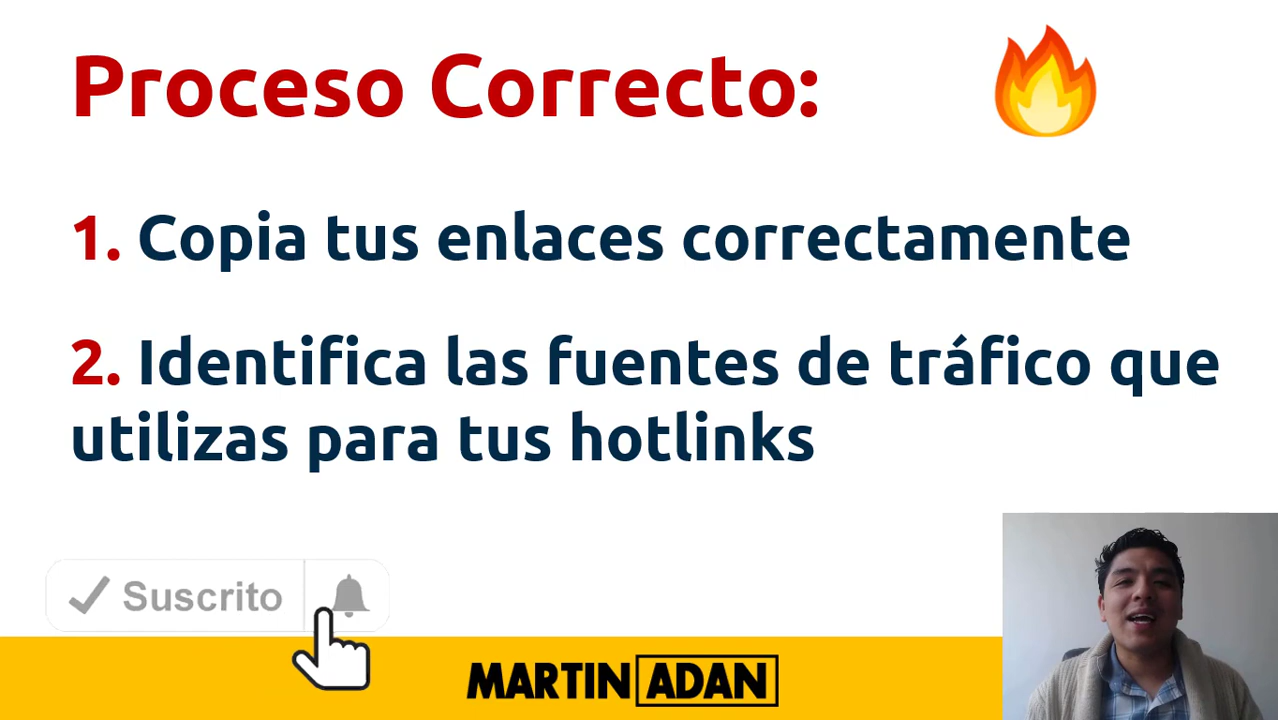 Proceso Correcto:
1. Copia tus enlaces correctamente
2. Identifica las fuentes de tráfico que
utilizas para tus hotlinks
Suscrito
MARTIN ADAN